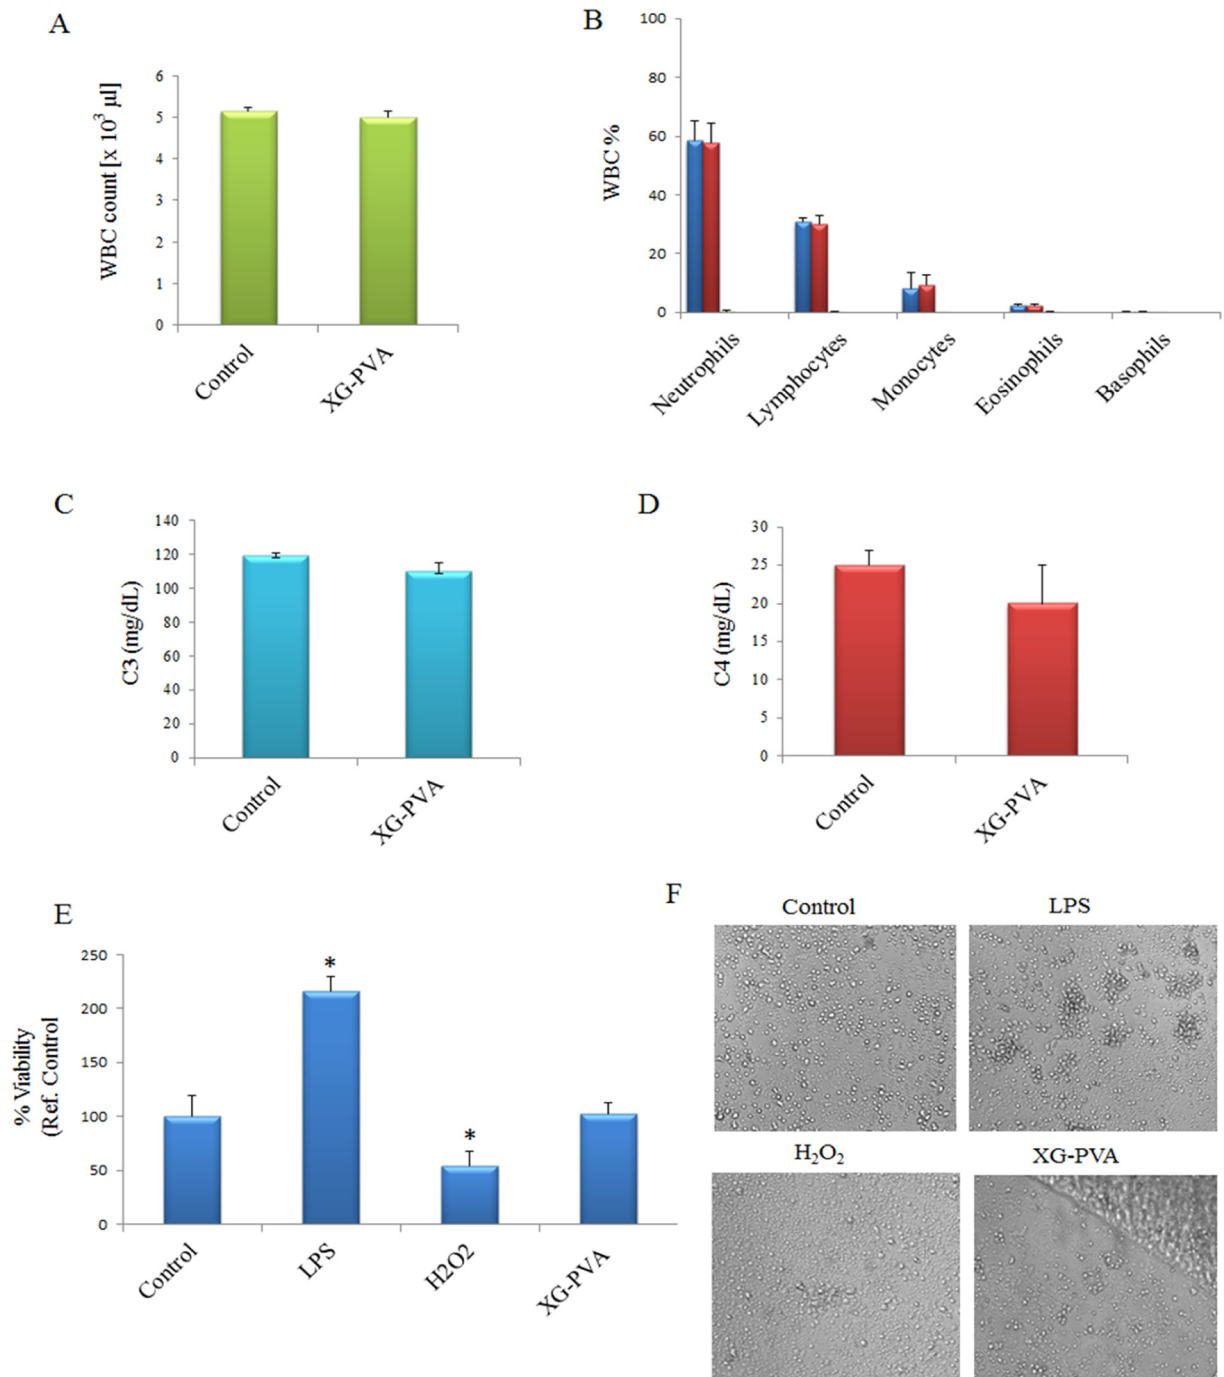 A
WBC count [x 10³ µl]
6
5
4
3
2
1
0
Control
XG-PVA
B
WBC %
100
80
60
40
20
0
Neutrophils
Lymphocytes
Monocytes
Eosinophils
Basophils
C
C3 (mg/dL)
140
120
100
80
60
40
20
0
Control
XG-PVA
D
C4 (mg/dL)
30
25
20
15
10
5
0
Control
XG-PVA
E
% Viability
(Ref. Control
250
200
150
100
50
0
*
*
Control
LPS
H2O2
XG-PVA
F
Control
LPS
H₂O₂
XG-PVA